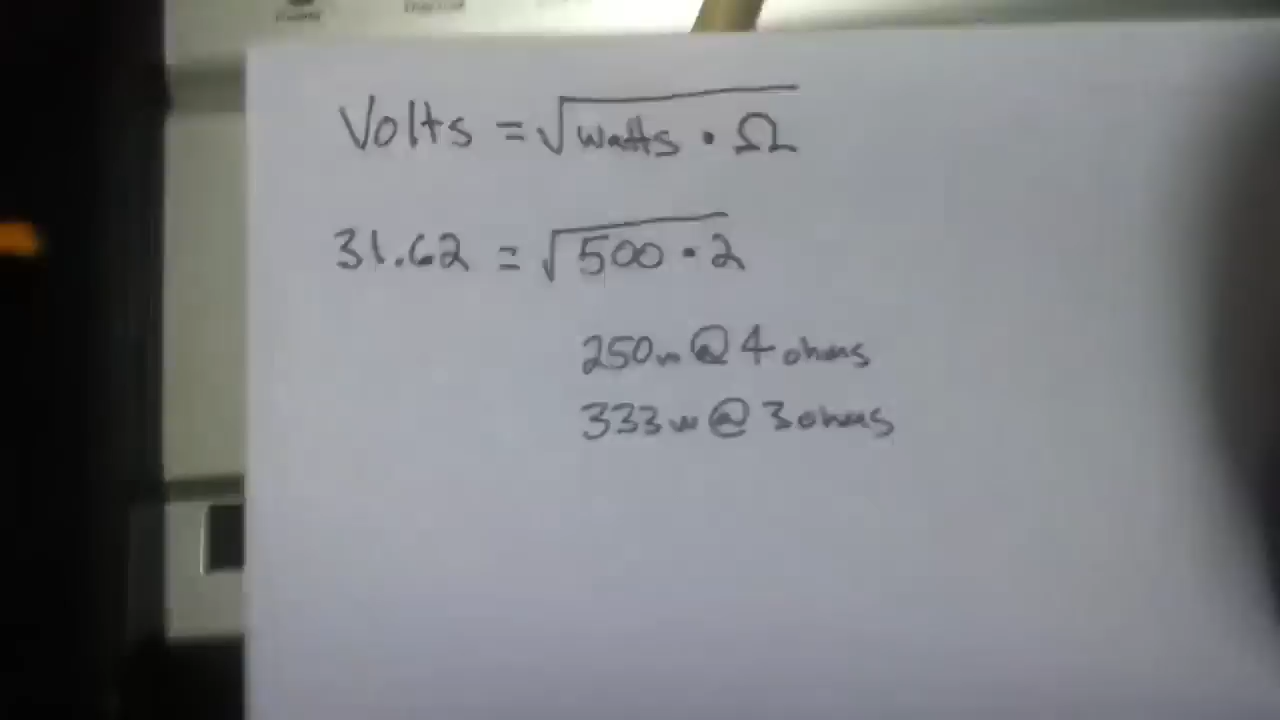 Volts = √watts · Ω
31.62 = √500 · 2
250w @ 4 ohms
333w @ 3 ohms